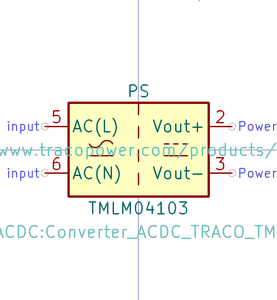 PS
5 AC(L) Vout+ 2
input Power
www.tracopower.com/products/
6 AC(N) Vout- 3
input Power
TMLM04103
ACDC:Converter_ACDC_TRACO_TM